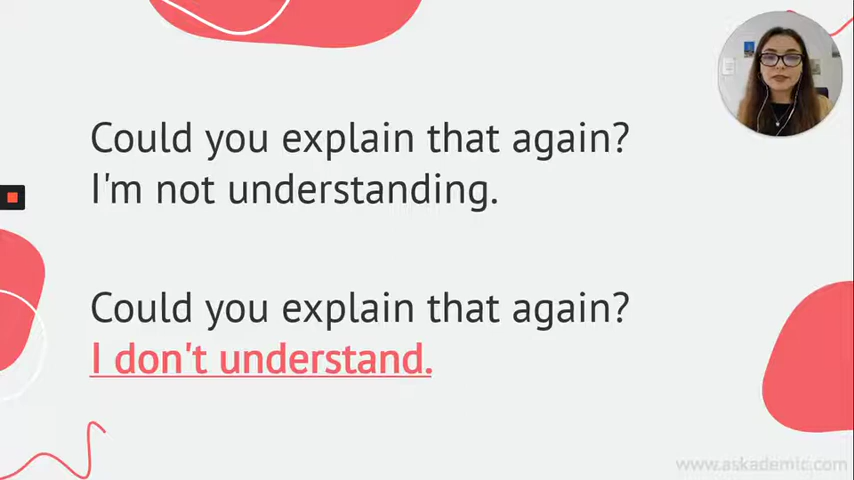 Could you explain that again?
I'm not understanding.
Could you explain that again?
I don't understand.
www.askademic.com